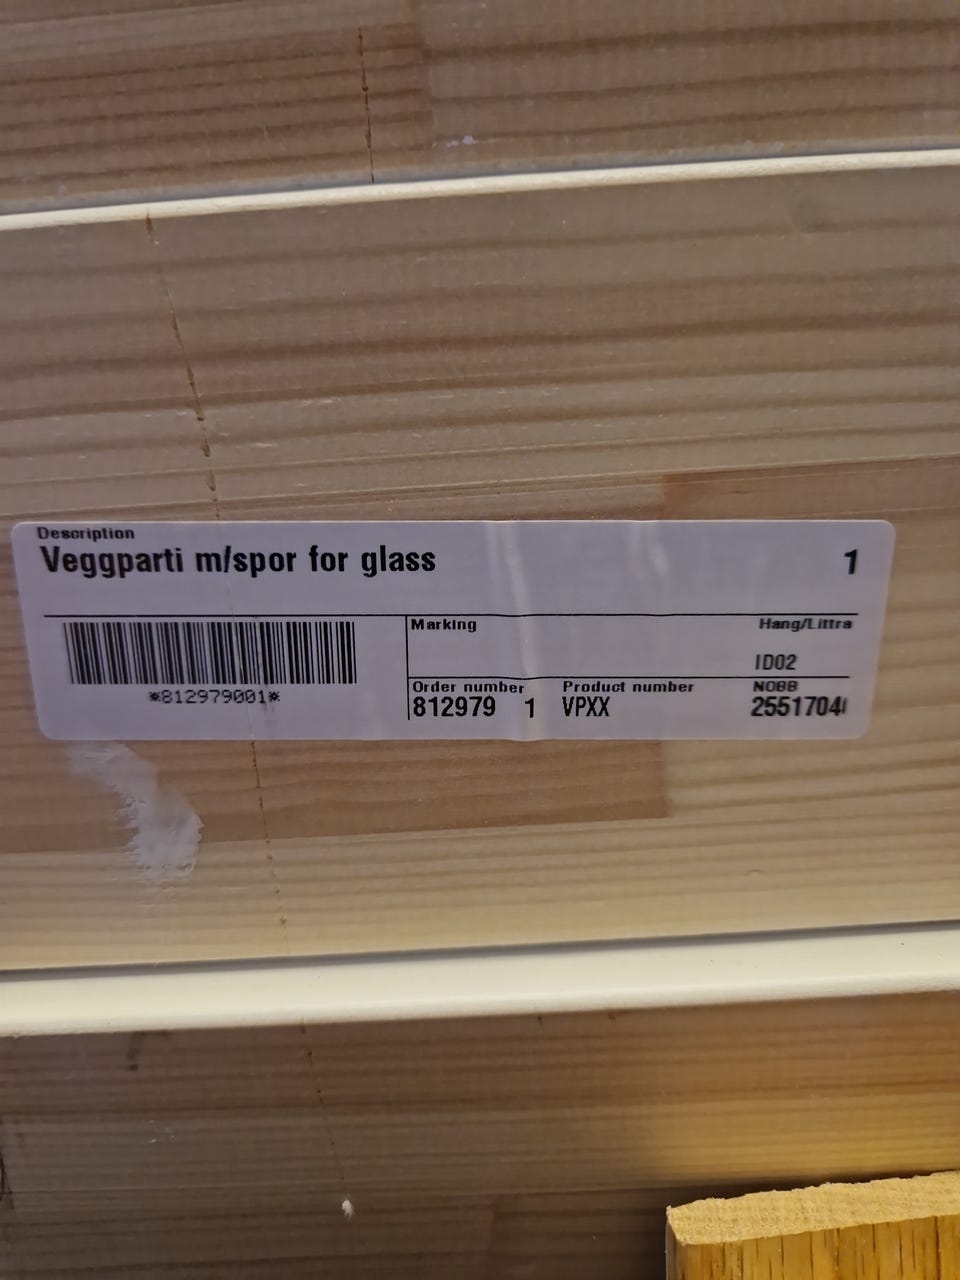 Description
Veggparti m/spor for glass 1
Marking Hang/Littra
ID02
*812979001*
Order number Product number NOBB
812979 1 VPXX 2551704